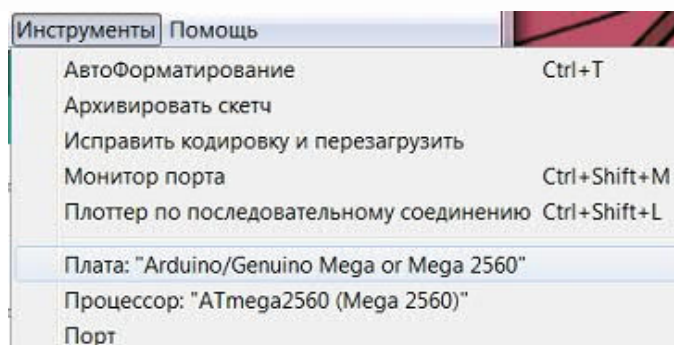 Инструменты Помощь
АвтоФорматирование Ctrl+T
Архивировать скетч
Исправить кодировку и перезагрузить
Монитор порта Ctrl+Shift+M
Плоттер по последовательному соединению Ctrl+Shift+L
Плата: "Arduino/Genuino Mega or Mega 2560"
Процессор: "ATmega2560 (Mega 2560)"
Порт